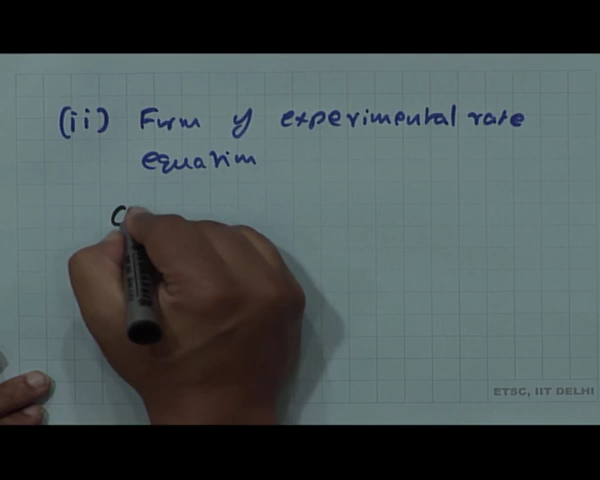 (ii) Form of experimental rate
equation
ETSC, IIT DELHI